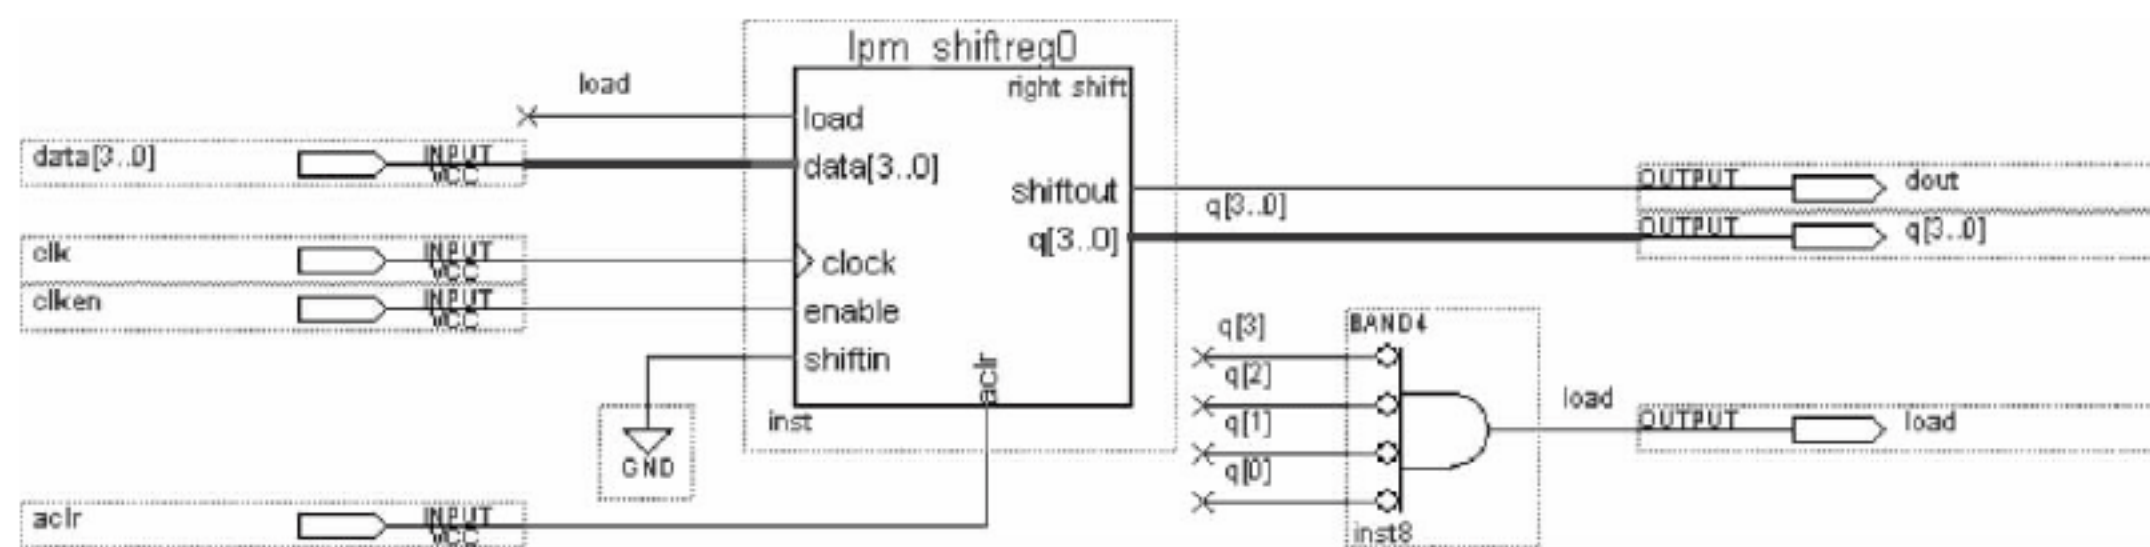 lpm_shiftreg0
right shift
load
load
data[3..0]
INPUT
VCC
data[3..0]
shiftout
OUTPUT
dout
q[3..0]
q[3..0]
OUTPUT
q[3..0]
clk
INPUT
VCC
clock
clken
INPUT
VCC
enable
shiftin
aclr
inst
GND
q[3]
BAND4
q[2]
q[1]
q[0]
load
OUTPUT
load
inst8
aclr
INPUT
VCC